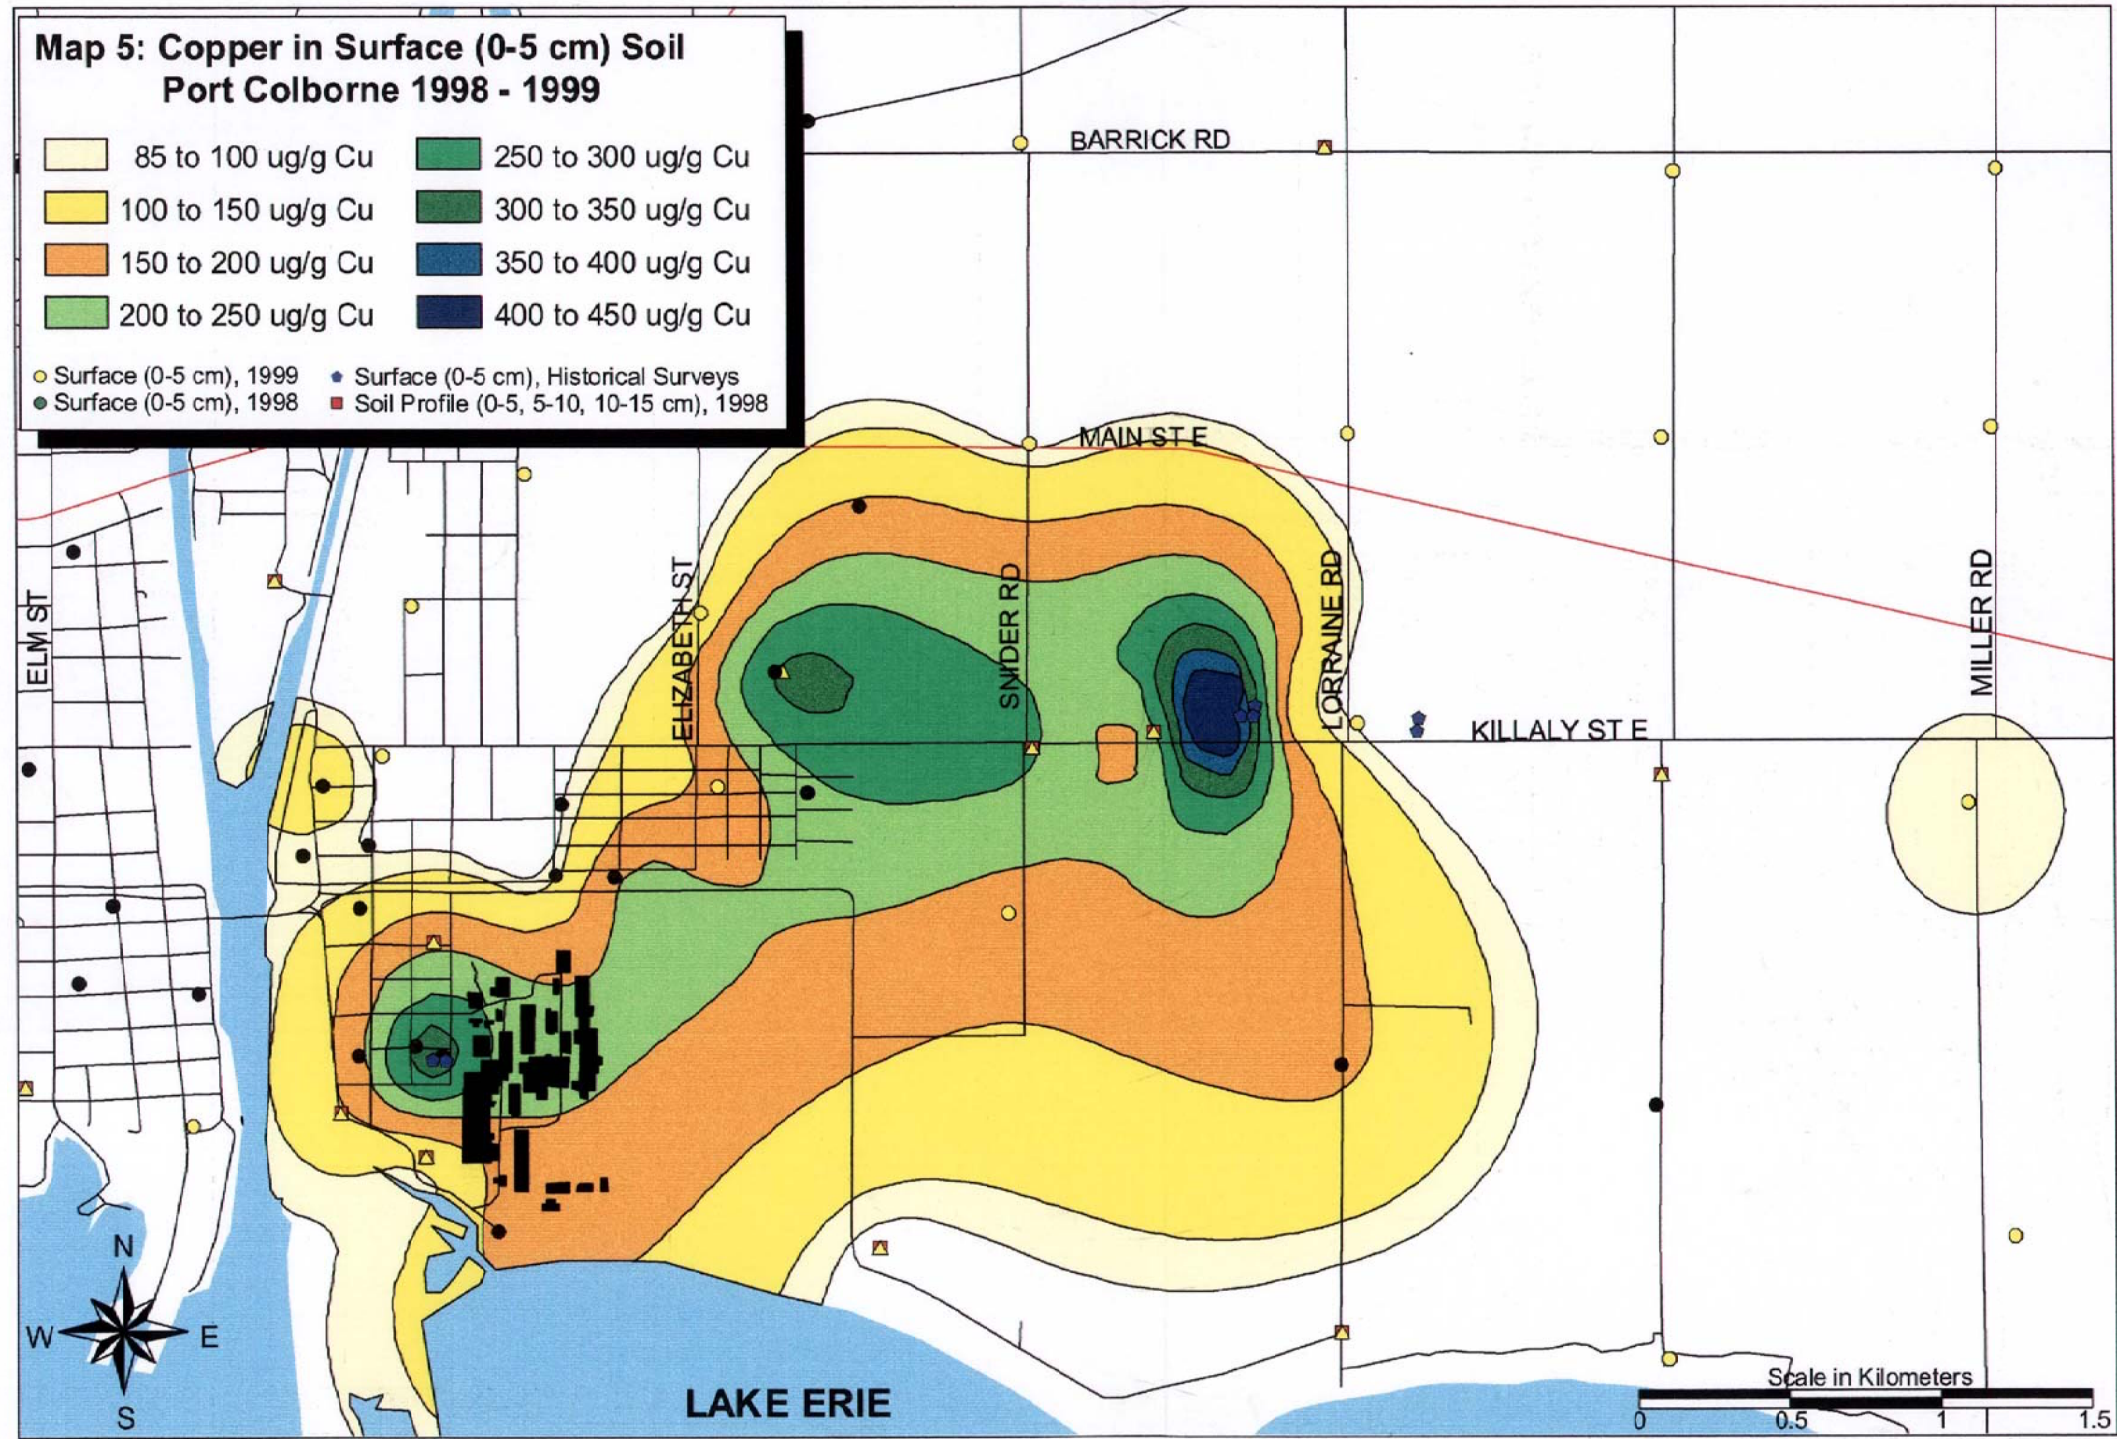 Map 5: Copper in Surface (0-5 cm) Soil
Port Colborne 1998 - 1999
85 to 100 ug/g Cu
100 to 150 ug/g Cu
150 to 200 ug/g Cu
200 to 250 ug/g Cu
250 to 300 ug/g Cu
300 to 350 ug/g Cu
350 to 400 ug/g Cu
400 to 450 ug/g Cu
Surface (0-5 cm), 1999
Surface (0-5 cm), 1998
Surface (0-5 cm), Historical Surveys
Soil Profile (0-5, 5-10, 10-15 cm), 1998
BARRICK RD
MAIN ST E
ELM ST
ELIZABETH ST
SNIDER RD
LORRAINE RD
MILLER RD
KILLALY ST E
N
W E
S
LAKE ERIE
Scale in Kilometers
0 0.5 1 1.5